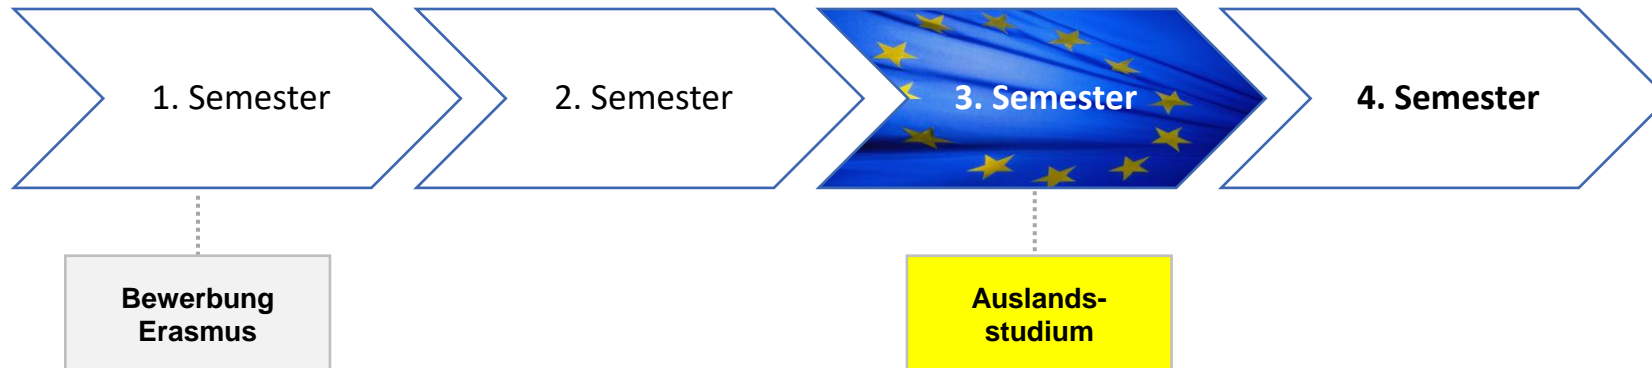 1. Semester
2. Semester
3. Semester
4. Semester
Bewerbung
Erasmus
Auslands-
studium